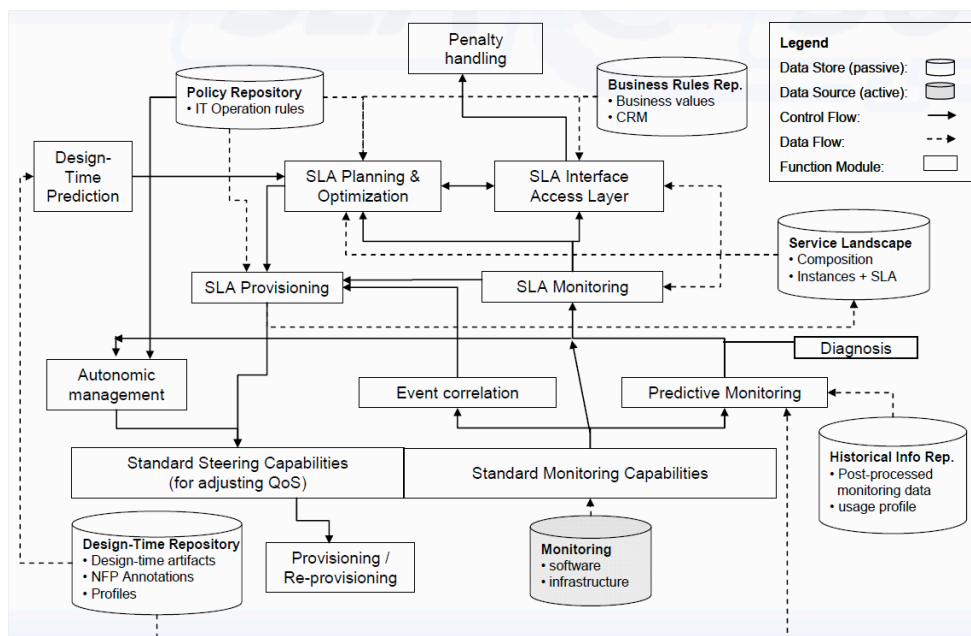 Penalty
handling
Legend
Data Store (passive):
Data Source (active):
Control Flow:
Data Flow:
Function Module:
Policy Repository
• IT Operation rules
Business Rules Rep.
• Business values
• CRM
Design-
Time
Prediction
SLA Planning &
Optimization
SLA Interface
Access Layer
Service Landscape
• Composition
• Instances + SLA
SLA Provisioning
SLA Monitoring
Diagnosis
Autonomic
management
Event correlation
Predictive Monitoring
Standard Steering Capabilities
(for adjusting QoS)
Standard Monitoring Capabilities
Historical Info Rep.
• Post-processed
monitoring data
• usage profile
Design-Time Repository
• Design-time artifacts
• NFP Annotations
• Profiles
Provisioning /
Re-provisioning
Monitoring
• software
• infrastructure